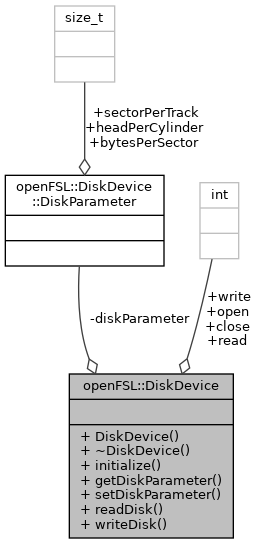 size_t
+sectorPerTrack
+headPerCylinder
+bytesPerSector
openFSL::DiskDevice
::DiskParameter
int
-diskParameter
+write
+open
+close
+read
openFSL::DiskDevice
+ DiskDevice()
+ ~DiskDevice()
+ initialize()
+ getDiskParameter()
+ setDiskParameter()
+ readDisk()
+ writeDisk()